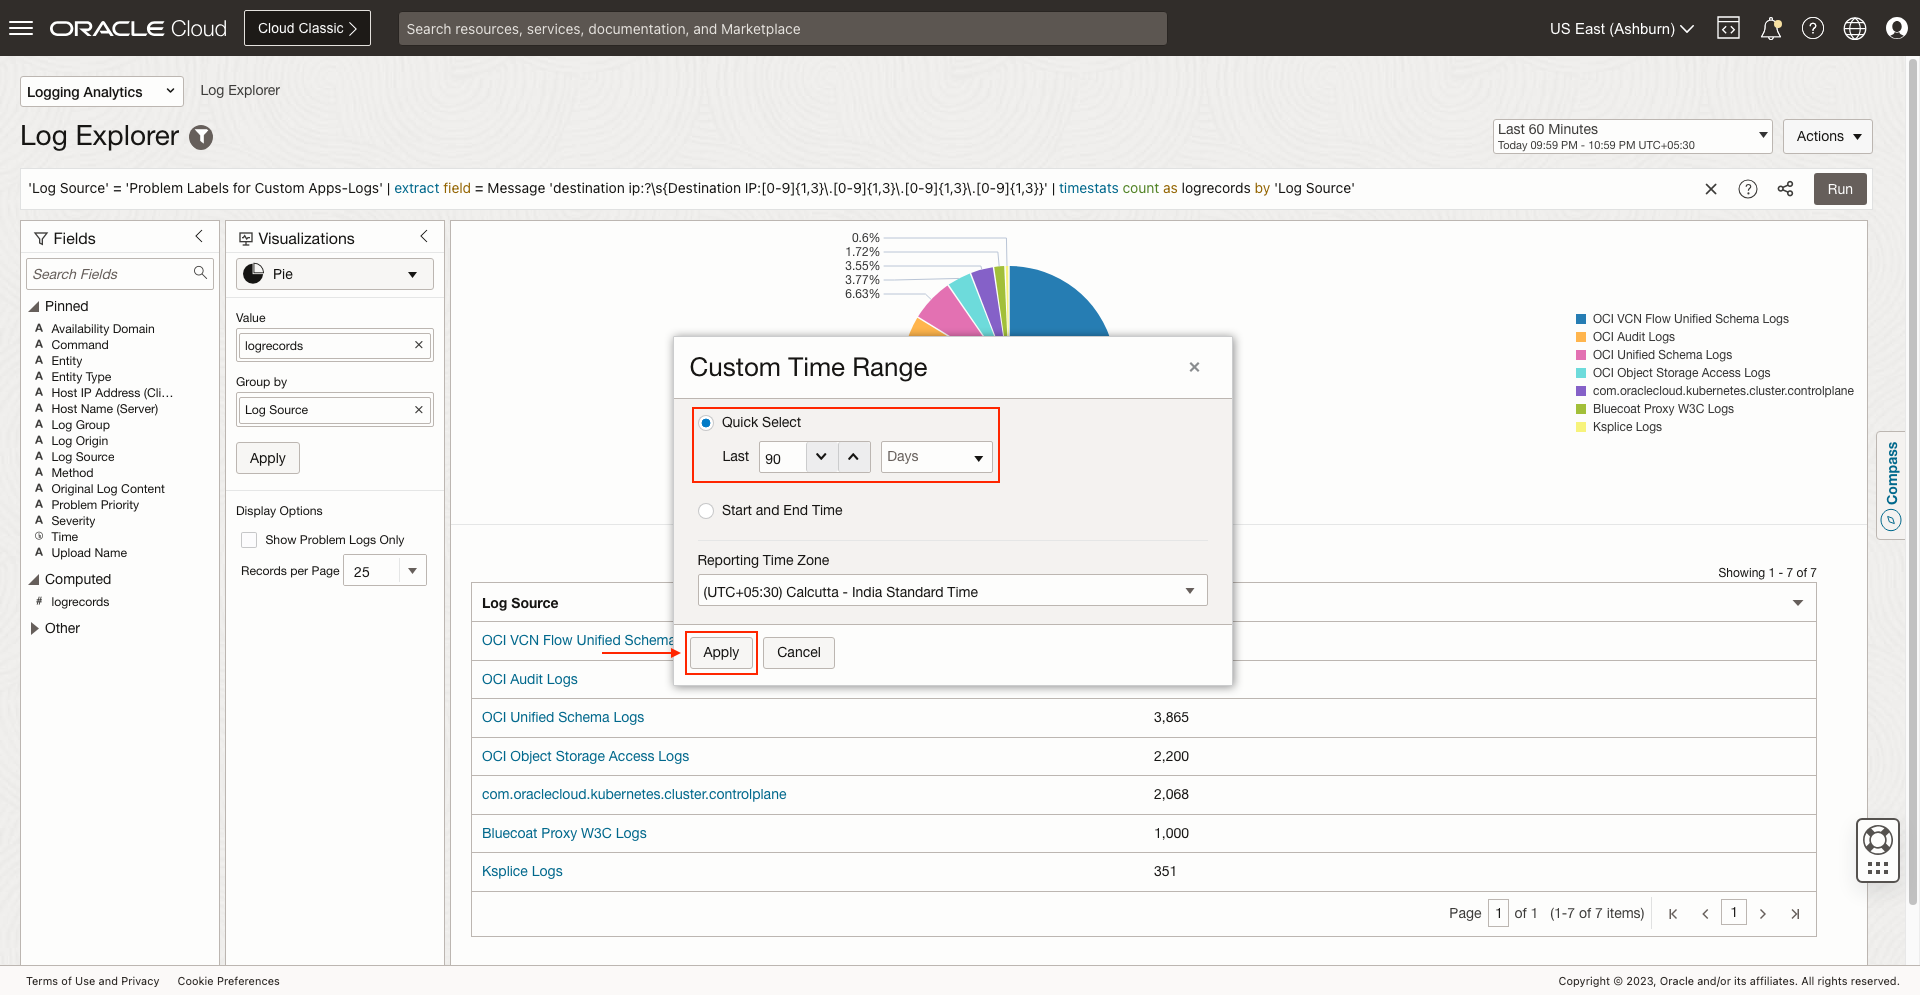 ORACLE Cloud
Cloud Classic
Search resources, services, documentation, and Marketplace
US East (Ashburn)
Logging Analytics
Log Explorer
Log Explorer
Last 60 Minutes
Today 09:59 PM - 10:59 PM UTC+05:30
Actions
'Log Source' = 'Problem Labels for Custom Apps-Logs' | extract field = Message 'destination ip:?\s{Destination IP:[0-9]{1,3}\.[0-9]{1,3}\.[0-9]{1,3}\.[0-9]{1,3}}' | timestats count as logrecords by 'Log Source'
Run
Fields
Search Fields
Pinned
A Availability Domain
A Command
A Entity
A Entity Type
A Host IP Address (Cli...
A Host Name (Server)
A Log Group
A Log Origin
A Log Source
A Method
A Original Log Content
A Problem Priority
A Severity
Time
A Upload Name
Computed
# logrecords
Other
Visualizations
Pie
Value
logrecords
Group by
Log Source
Apply
Display Options
Show Problem Logs Only
Records per Page 25
0.6%
1.72%
3.55%
3.77%
6.63%
OCI VCN Flow Unified Schema Logs
OCI Audit Logs
OCI Unified Schema Logs
OCI Object Storage Access Logs
com.oraclecloud.kubernetes.cluster.controlplane
Bluecoat Proxy W3C Logs
Ksplice Logs
Compass
Custom Time Range
Quick Select
Last 90 Days
Start and End Time
Reporting Time Zone
(UTC+05:30) Calcutta - India Standard Time
Apply
Cancel
Showing 1 - 7 of 7
Log Source
OCI VCN Flow Unified Schema
OCI Audit Logs
OCI Unified Schema Logs 3,865
OCI Object Storage Access Logs 2,200
com.oraclecloud.kubernetes.cluster.controlplane 2,068
Bluecoat Proxy W3C Logs 1,000
Ksplice Logs 351
Page 1 of 1 (1-7 of 7 items) 1
Terms of Use and Privacy
Cookie Preferences
Copyright © 2023, Oracle and/or its affiliates. All rights reserved.